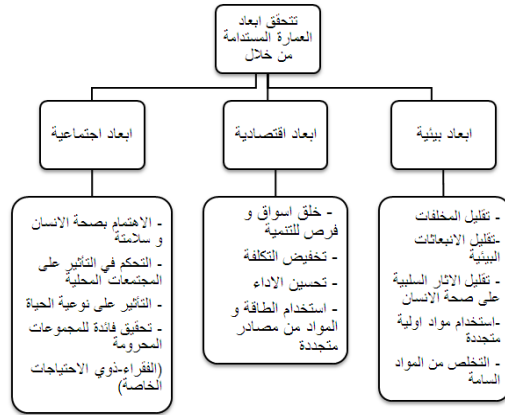 تتحقق ابعاد
العمارة المستدامة
من خلال
ابعاد بيئية
ابعاد اقتصادية
ابعاد اجتماعية
- تقليل المخلفات
-تقليل الانبعاثات
البيئية
- تقليل الاثار السلبية
على صحة الانسان
-استخدام مواد اولية
متجددة
- التخلص من المواد
السامة
- خلق اسواق و
فرص للتنمية
- تخفيض التكلفة
- تحسين الاداء
- استخدام الطاقة و
المواد من مصادر
متجددة
- الاهتمام بصحة الانسان
و سلامتة
- التحكم في التأثير على
المجتمعات المحلية
- التأثير على نوعية الحياة
- تحقيق فائدة للمجموعات
المحرومة
(الفقراء-ذوي الاحتياجات
الخاصة)